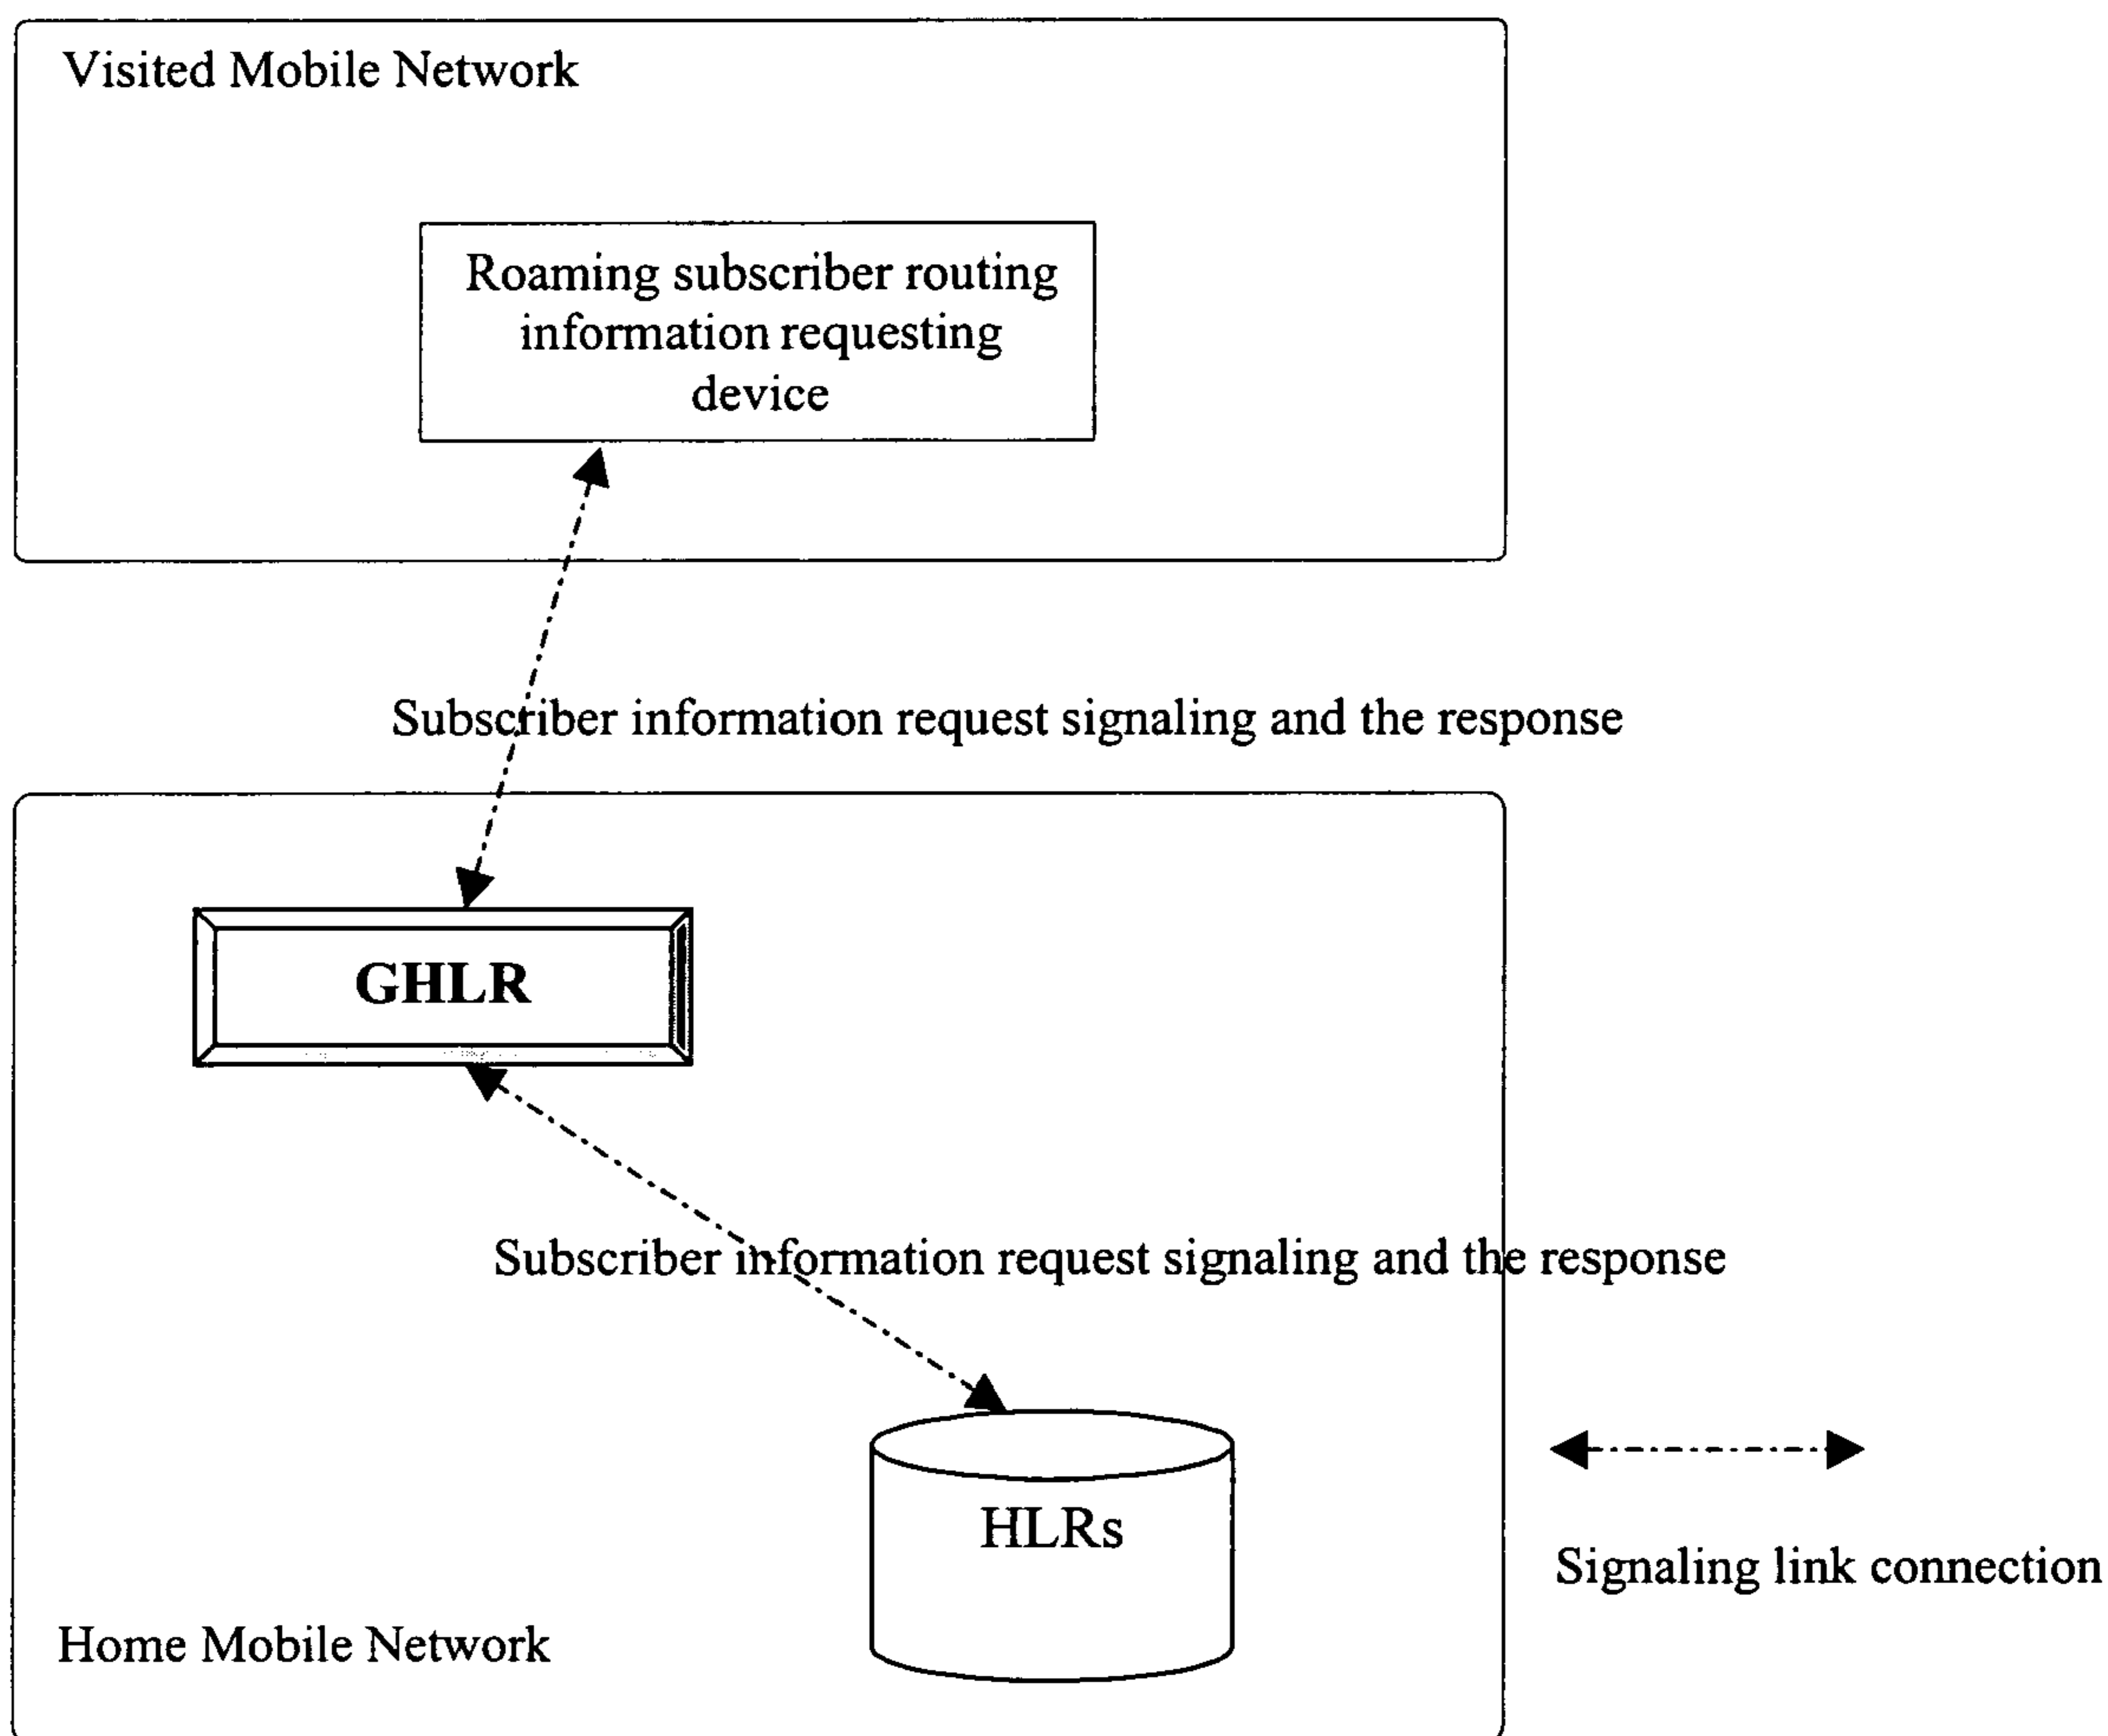 Visited Mobile Network
Roaming subscriber routing
information requesting
device
Subscriber information request signaling and the response
GHLR
Subscriber information request signaling and the response
HLRs
Signaling link connection
Home Mobile Network